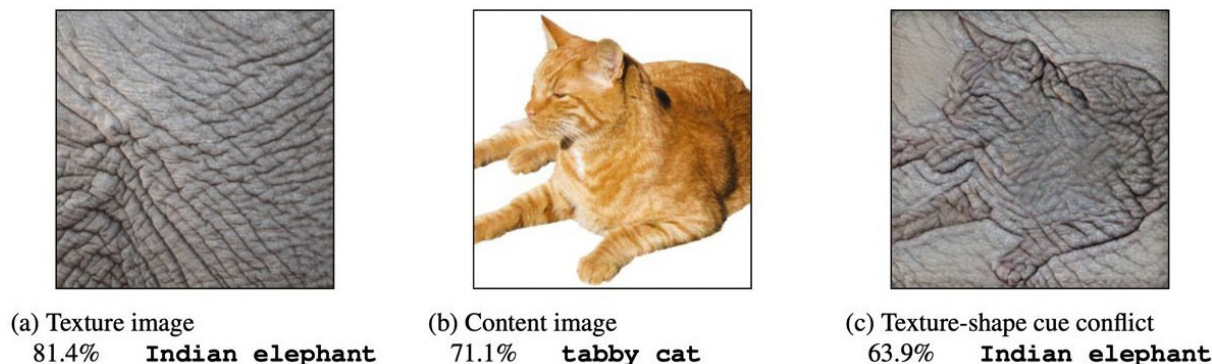 (a) Texture image
81.4% Indian elephant
(b) Content image
71.1% tabby cat
(c) Texture-shape cue conflict
63.9% Indian elephant